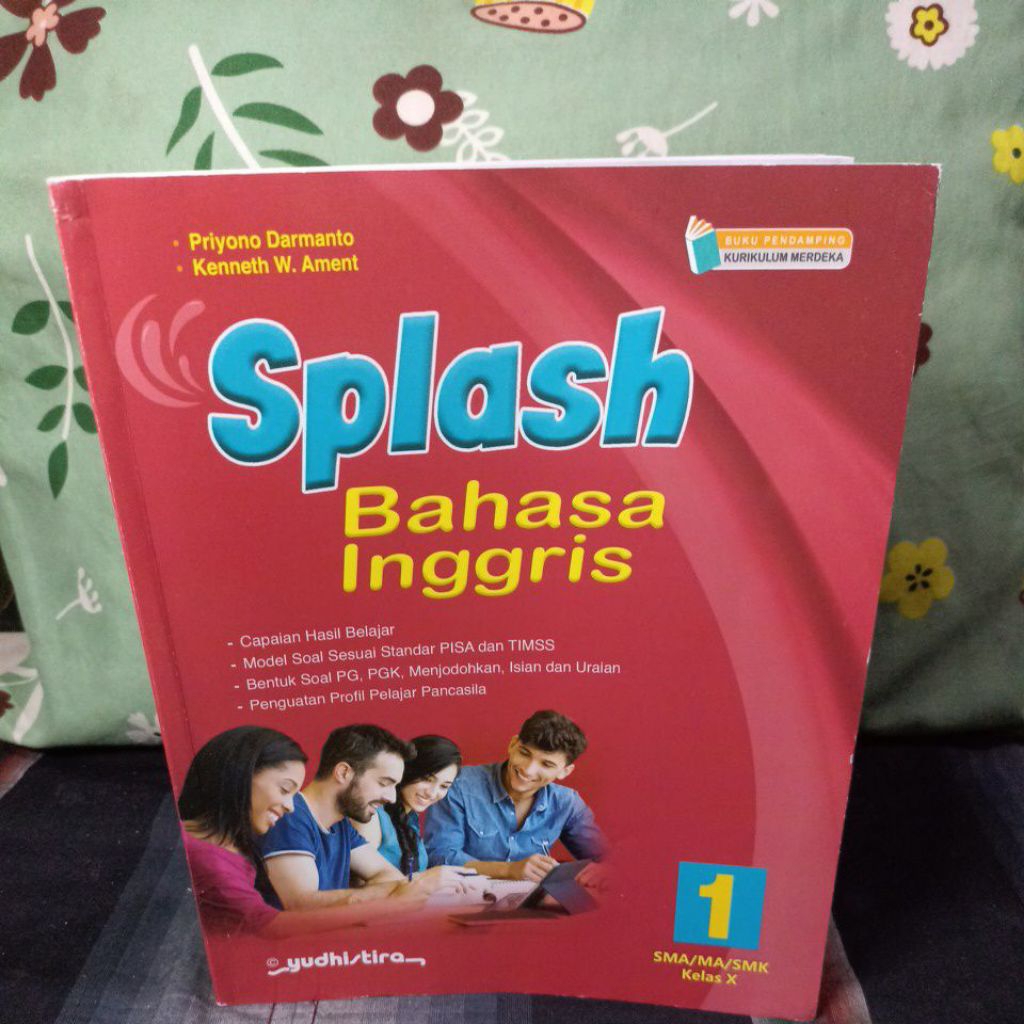 • Priyono Darmanto
• Kenneth W. Ament
BUKU PENDAMPING
KURIKULUM MERDEKA
Splash
Bahasa
Inggris
- Capaian Hasil Belajar
- Model Soal Sesuai Standar PISA dan TIMSS
- Bentuk Soal PG, PGK, Menjodohkan, Isian dan Uraian
- Penguatan Profil Pelajar Pancasila
1
SMA/MA/SMK
Kelas X
© yudhistira